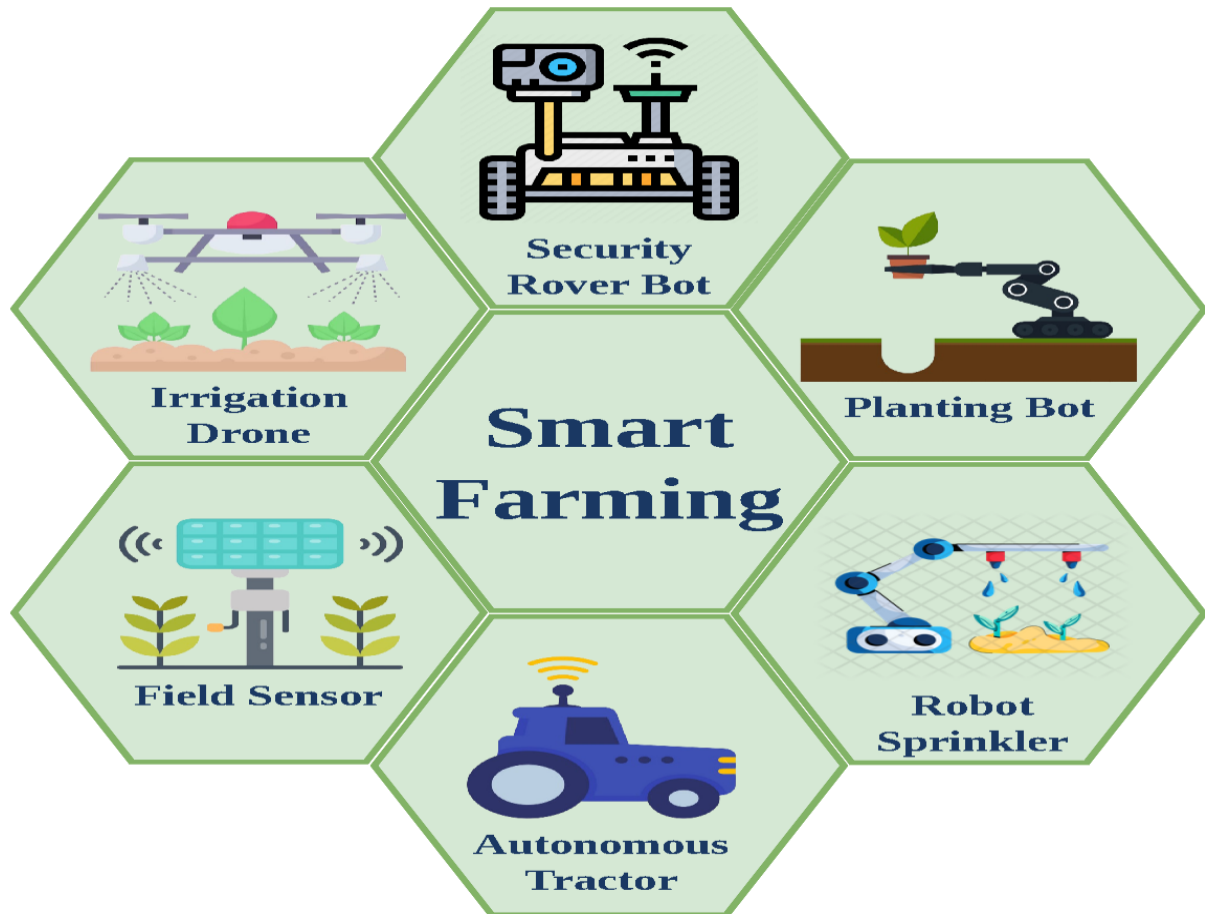 Security
Rover Bot
Irrigation
Drone
Planting Bot
Smart
Farming
Field Sensor
Robot
Sprinkler
Autonomous
Tractor